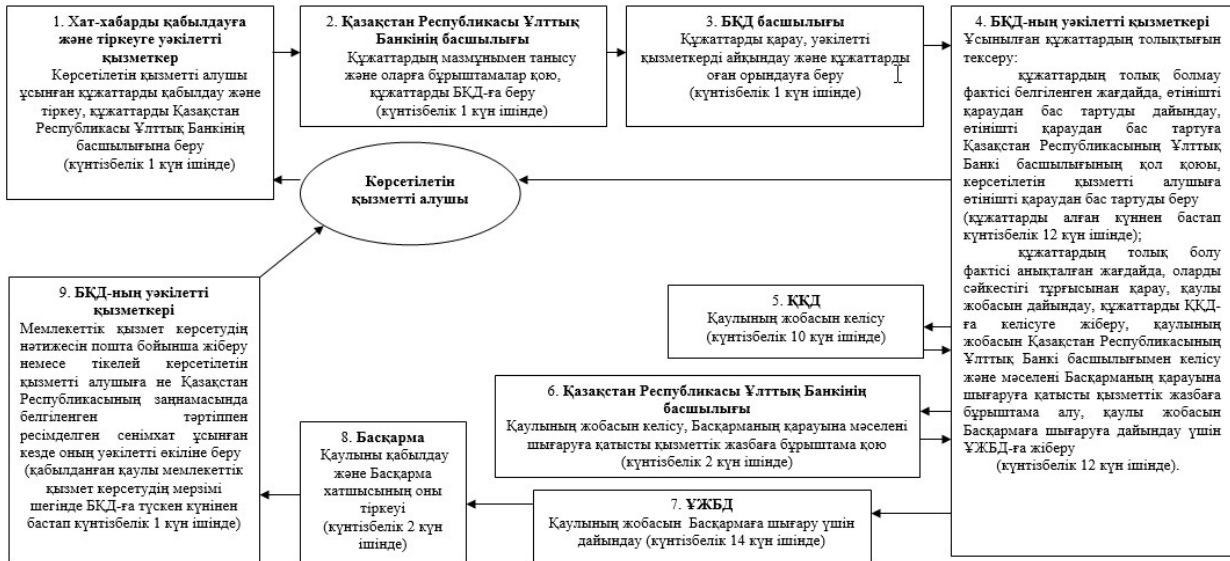 1. Хат-хабарды қабылдауға
және тіркеуге уәкілетті
қызметкер
Көрсетілетін қызметті алушы
ұсынған құжаттарды қабылдау және
тіркеу, құжаттарды Қазақстан
Республикасы Ұлттық Банкінің
басшылығына беру
(күнтізбелік 1 күн ішінде)
2. Қазақстан Республикасы Ұлттық
Банкінің басшылығы
Құжаттардың мазмұнымен танысу
және оларға бұрыштамалар қою,
құжаттарды БҚД-ға беру
(күнтізбелік 1 күн ішінде)
3. БҚД басшылығы
Құжаттарды қарау, уәкілетті
қызметкерді айқындау және құжаттарды
оған орындауға беру
(күнтізбелік 1 күн ішінде)
4. БҚД-ның уәкілетті қызметкері
Ұсынылған құжаттардың толықтығын
тексеру:
құжаттардың толық болмау
фактісі белгіленген жағдайда, өтінішті
қараудан бас тартуды дайындау,
өтінішті қараудан бас тартуға
Қазақстан Республикасының Ұлттық
Банкі басшылығының қол қоюы,
көрсетілетін қызметті алушыға
өтінішті қараудан бас тартуды беру
(құжаттарды алған күннен бастап
күнтізбелік 12 күн ішінде);
құжаттардың толық болу
фактісі анықталған жағдайда, оларды
сәйкестігі тұрғысынан қарау, қаулы
жобасын дайындау, құжаттарды ҚҚД-
ға келісуге жіберу, қаулының
жобасын Қазақстан Республикасының
Ұлттық Банкі басшылығымен келісу
және мәселені Басқарманың қарауына
шығаруға қатысты қызметтік жазбаға
бұрыштама алу, қаулы жобасын
Басқармаға шығаруға дайындау үшін
ҰЖБД-ға жіберу
(күнтізбелік 12 күн ішінде).
Көрсетілетін
қызметті алушы
5. ҚҚД
Қаулының жобасын келісу
(күнтізбелік 10 күн ішінде)
6. Қазақстан Республикасы Ұлттық Банкінің
басшылығы
Қаулының жобасын келісу, Басқарманың қарауына мәселені
шығаруға қатысты қызметтік жазбаға бұрыштама қою
(күнтізбелік 2 күн ішінде)
7. ҰЖБД
Қаулының жобасын Басқармаға шығару үшін
дайындау (күнтізбелік 14 күн ішінде)
8. Басқарма
Қаулыны қабылдау
және Басқарма
хатшысының оны
тіркеуі
(күнтізбелік 2 күн
ішінде)
9. БҚД-ның уәкілетті
қызметкері
Мемлекеттік қызмет көрсетудің
нәтижесін пошта бойынша жіберу
немесе тікелей көрсетілетін
қызметті алушыға не Қазақстан
Республикасының заңнамасында
белгіленген тәртіппен
ресімделген сенімхат ұсынған
кезде оның уәкілетті өкіліне беру
(қабылданған қаулы мемлекеттік
қызмет көрсетудің мерзімі
шегінде БҚД-ға түскен күнінен
бастап күнтізбелік 1 күн ішінде)